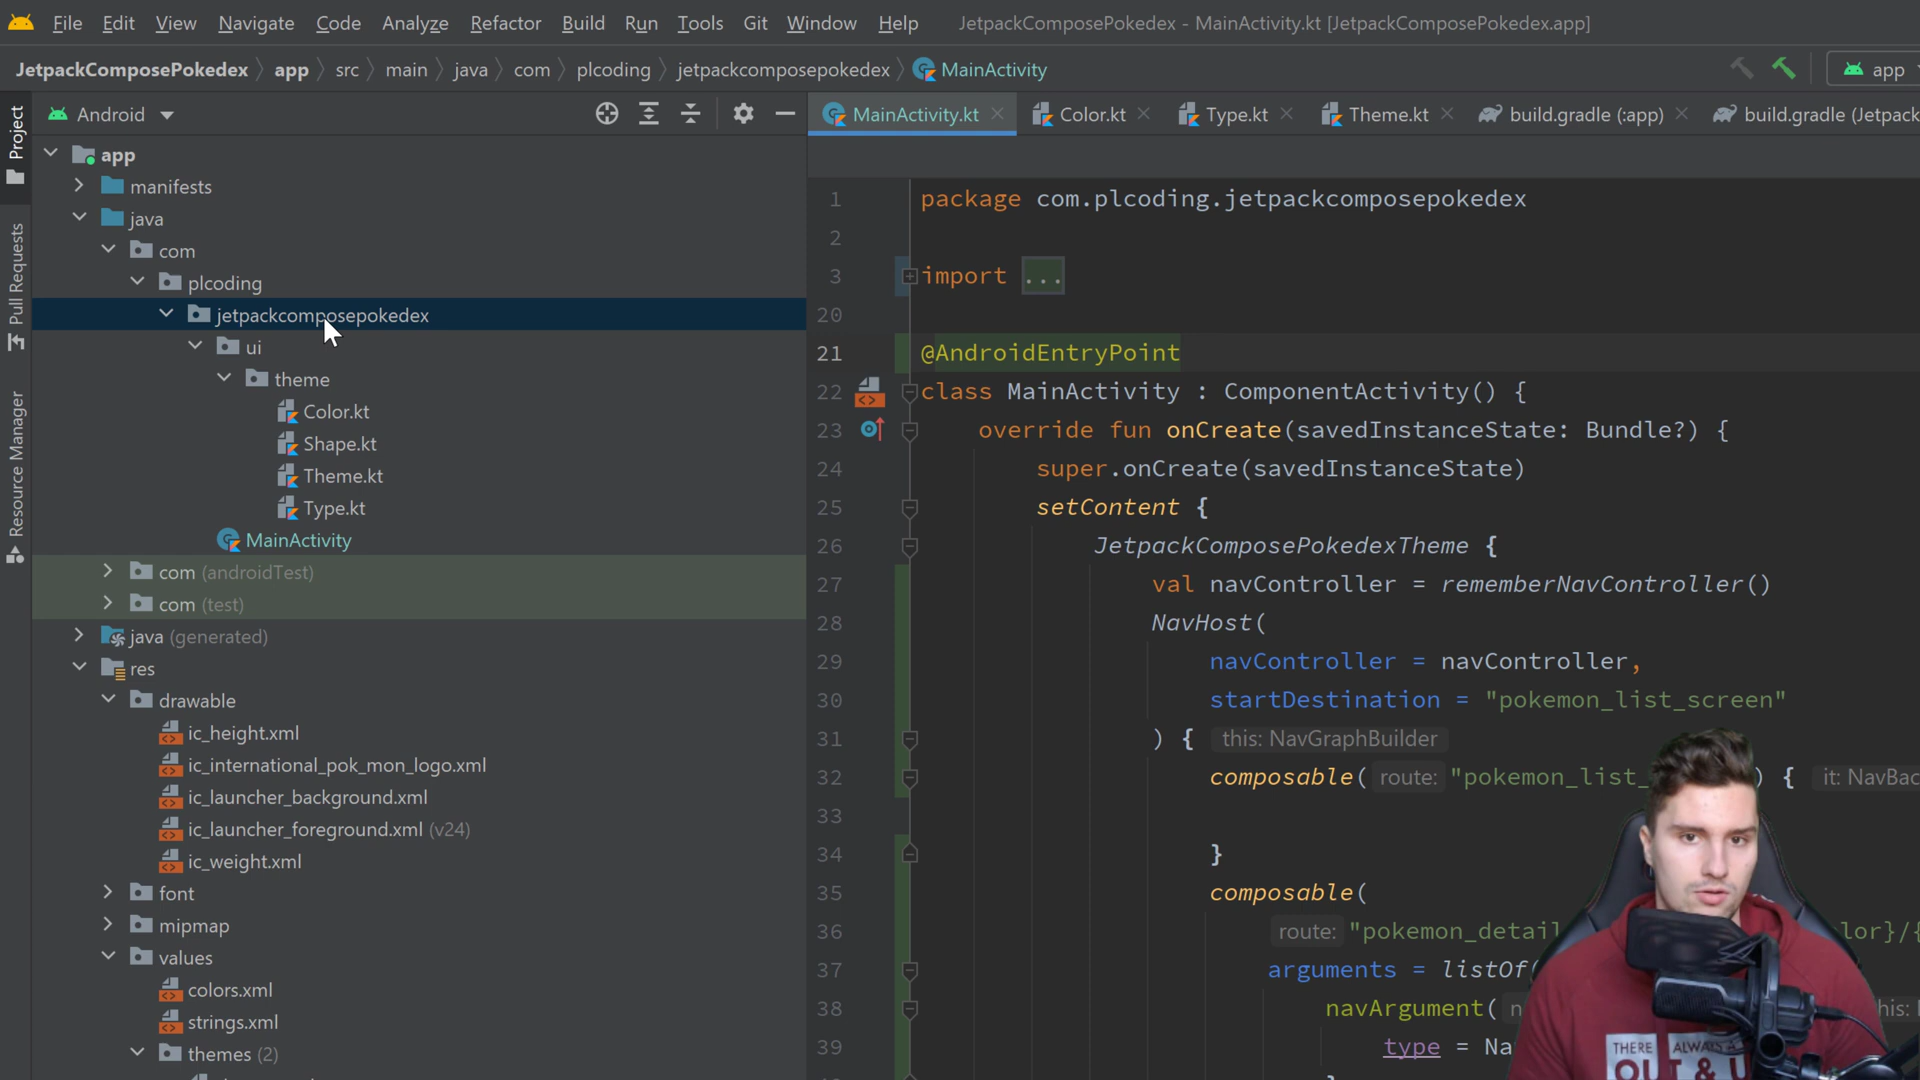 File Edit View Navigate Code Analyze Refactor Build Run Tools Git Window Help JetpackComposePokedex - MainActivity.kt [JetpackComposePokedex.app]
JetpackComposePokedex app src main java com plcoding jetpackcomposepokedex MainActivity app
Project
Pull Requests
Resource Manager
Android
MainActivity.kt Color.kt Type.kt Theme.kt build.gradle (:app) build.gradle (Jetpack
app
manifests
java
com
plcoding
jetpackcomposepokedex
ui
theme
Color.kt
Shape.kt
Theme.kt
Type.kt
MainActivity
com (androidTest)
com (test)
java (generated)
res
drawable
ic_height.xml
ic_international_pok_mon_logo.xml
ic_launcher_background.xml
ic_launcher_foreground.xml (v24)
ic_weight.xml
font
mipmap
values
colors.xml
strings.xml
themes (2)
1 package com.plcoding.jetpackcomposepokedex
2
3 import ...
20
21 @AndroidEntryPoint
22 class MainActivity : ComponentActivity() {
23 override fun onCreate(savedInstanceState: Bundle?) {
24 super.onCreate(savedInstanceState)
25 setContent {
26 JetpackComposePokedexTheme {
27 val navController = rememberNavController()
28 NavHost(
29 navController = navController,
30 startDestination = "pokemon_list_screen"
31 ) { this: NavGraphBuilder
32 composable( route: "pokemon_list_ ) { it: NavBac
33
34 }
35 composable(
36 route: "pokemon_detail lor}/{
37 arguments = listOf(
38 navArgument( n his:
39 type = Na
THERE ALWAYS A
OUT & U